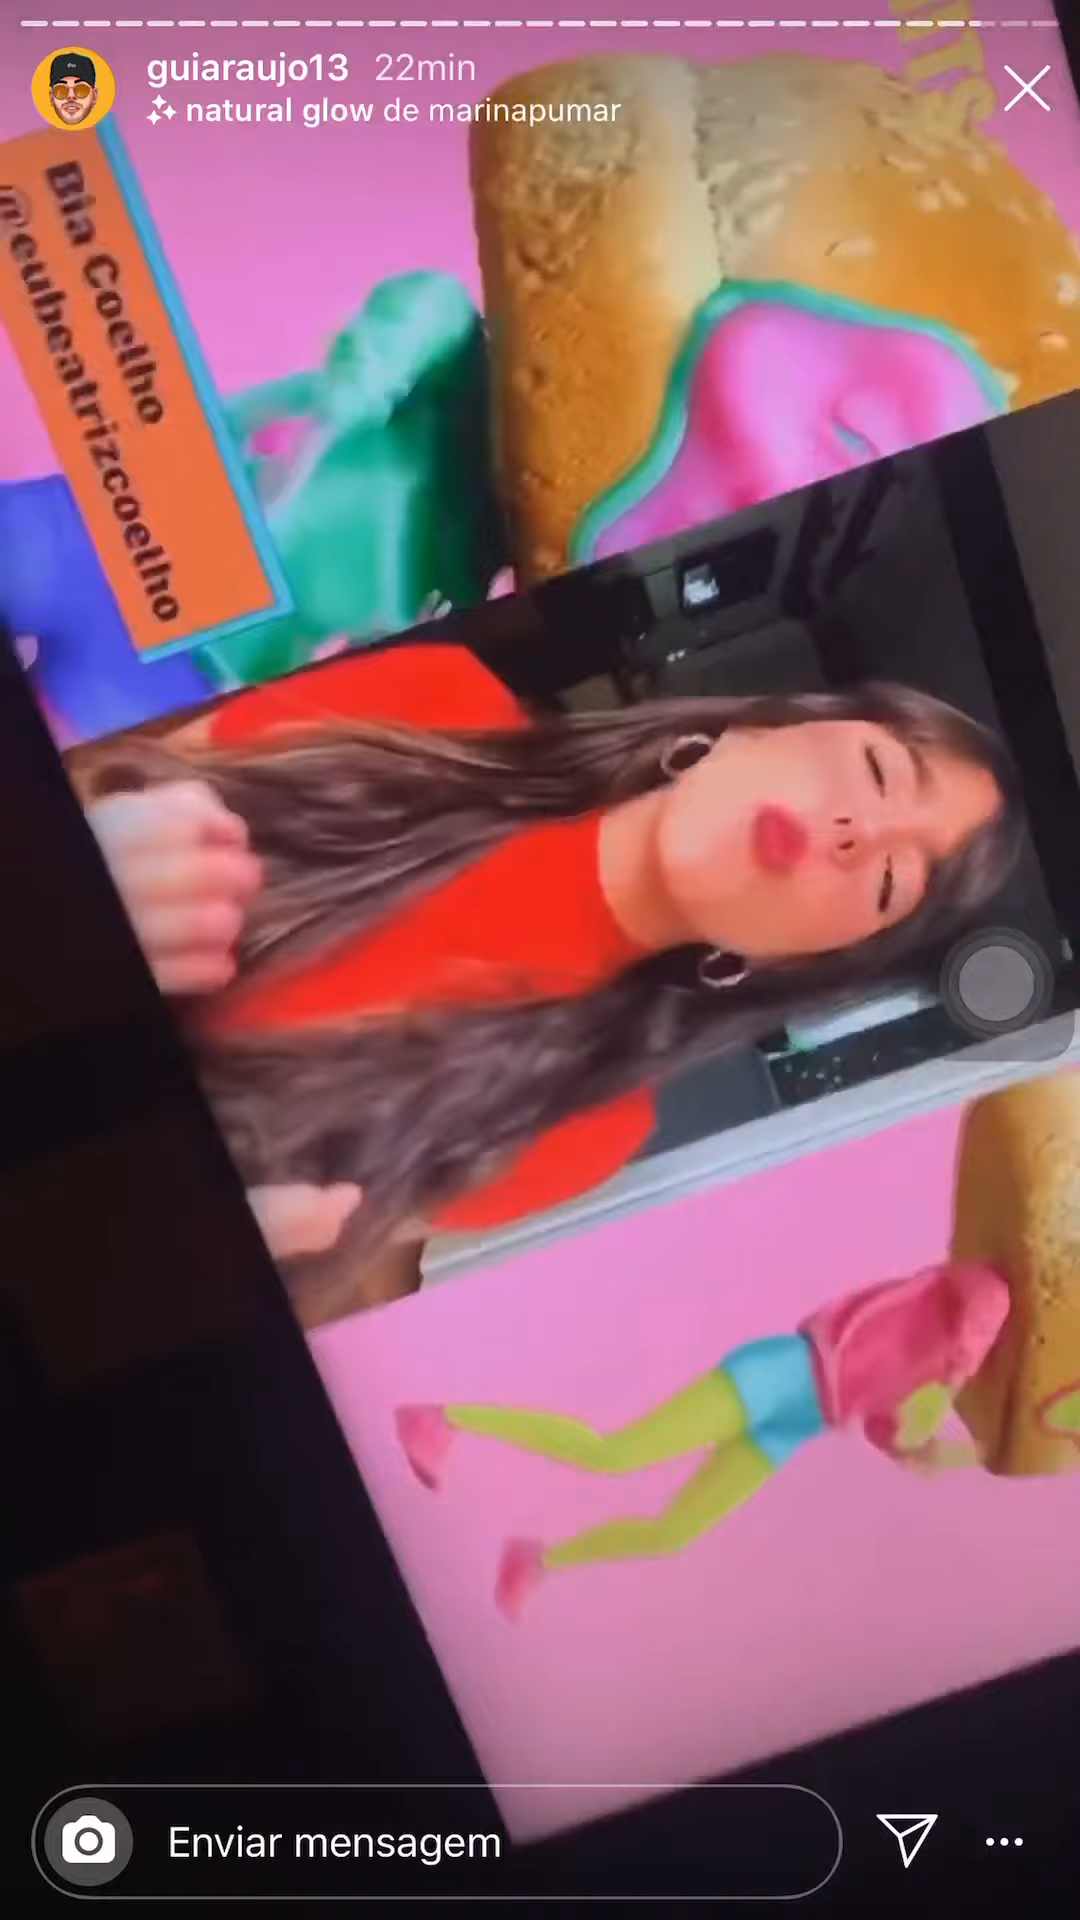 guiaraujo13 22min
natural glow de marinapumar
Bia Coelho
@eubeatrizcoelho
Enviar mensagem